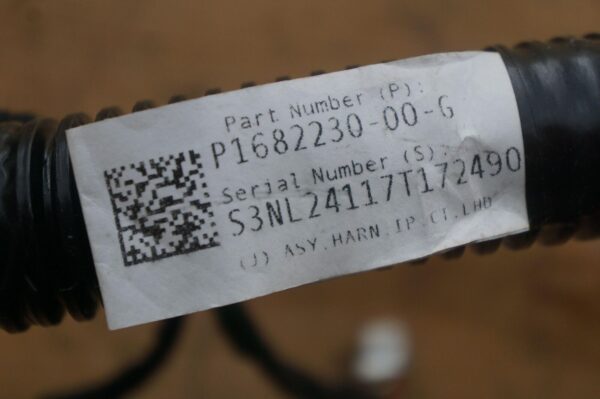 Part Number (P):
P1682230-00-G
Serial Number (S):
S3NL24117T172490
(J) ASY.HARN.IP CT.LHD